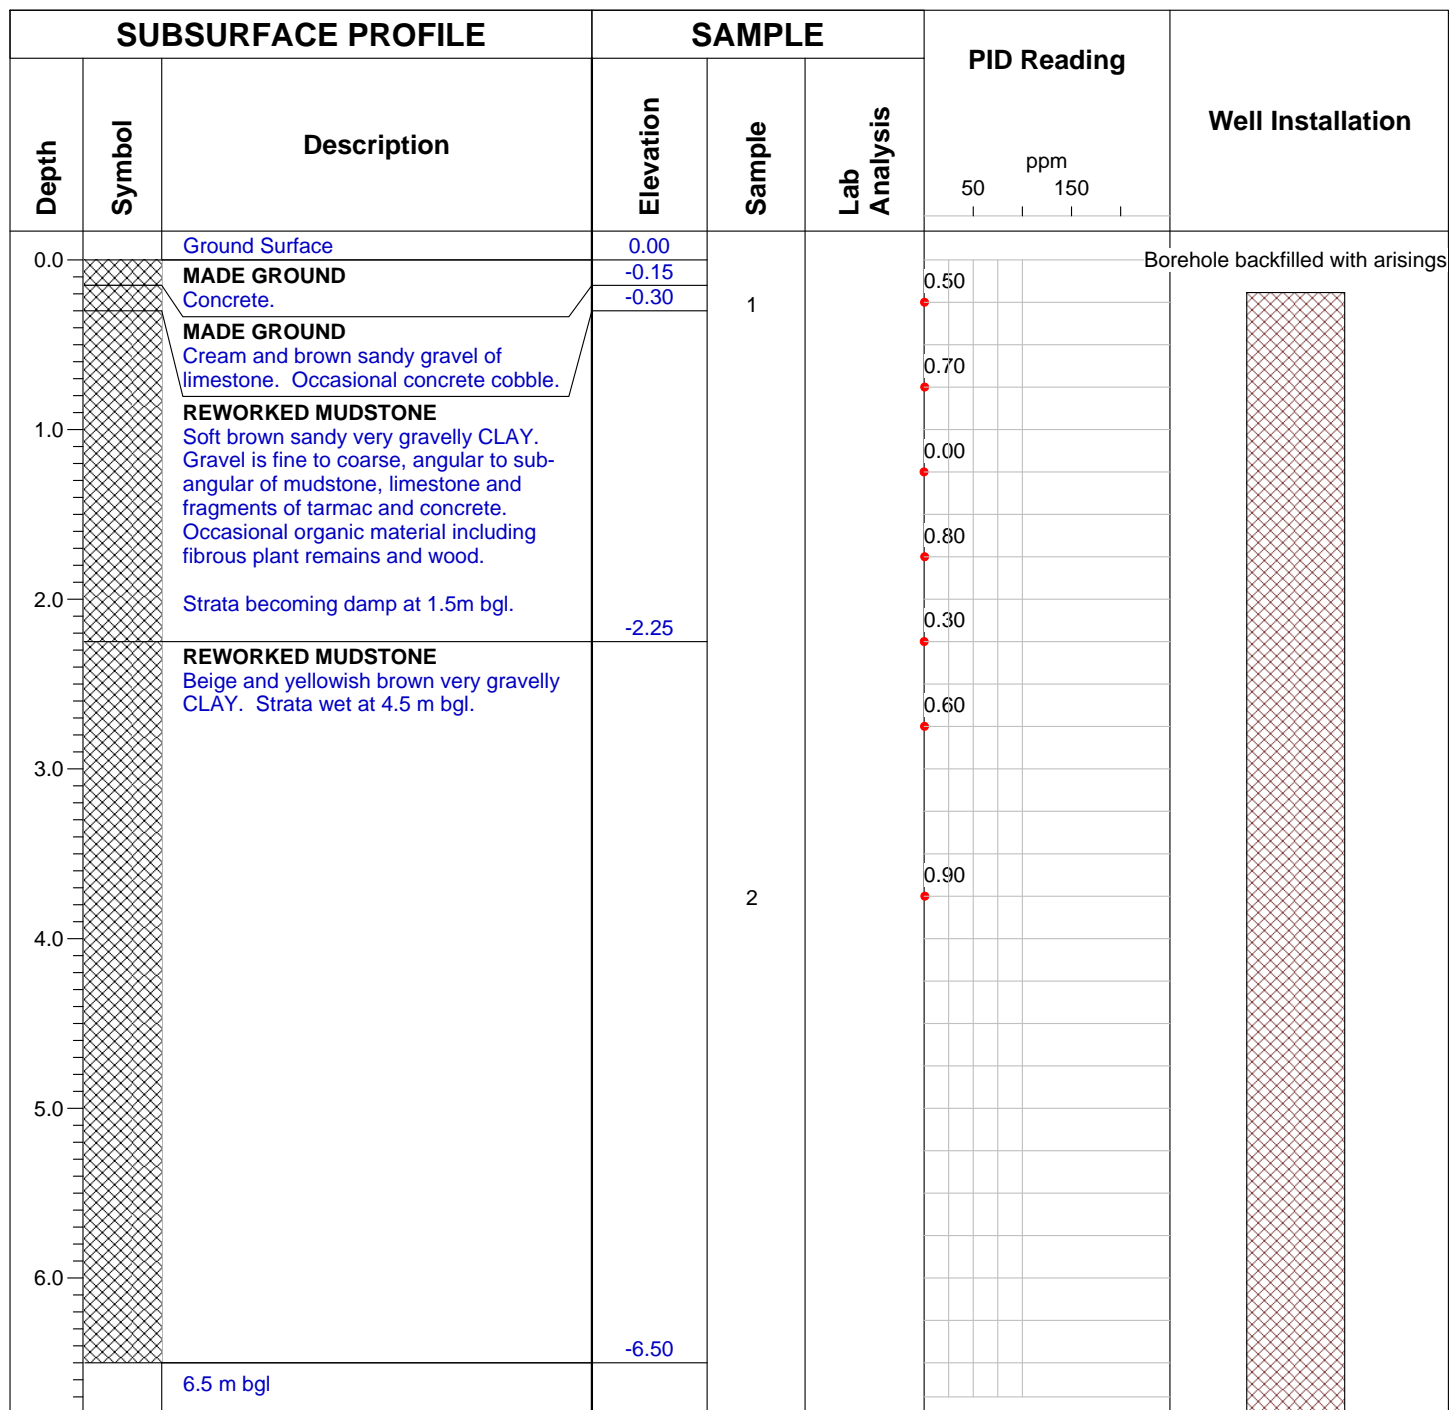 SUBSURFACE PROFILE
SAMPLE
PID Reading
Well Installation
Depth
Symbol
Description
Elevation
Sample
Lab
Analysis
ppm
50 150
Ground Surface 0.00
0.0
Borehole backfilled with arisings
MADE GROUND -0.15
0.50
Concrete. -0.30
1
MADE GROUND
Cream and brown sandy gravel of
0.70
limestone. Occasional concrete cobble.
REWORKED MUDSTONE
1.0
Soft brown sandy very gravelly CLAY.
0.00
Gravel is fine to coarse, angular to sub-
angular of mudstone, limestone and
fragments of tarmac and concrete.
Occasional organic material including
0.80
fibrous plant remains and wood.
2.0
Strata becoming damp at 1.5m bgl.
0.30
-2.25
REWORKED MUDSTONE
Beige and yellowish brown very gravelly
CLAY. Strata wet at 4.5 m bgl.
0.60
3.0
0.90
2
4.0
5.0
6.0
-6.50
6.5 m bgl